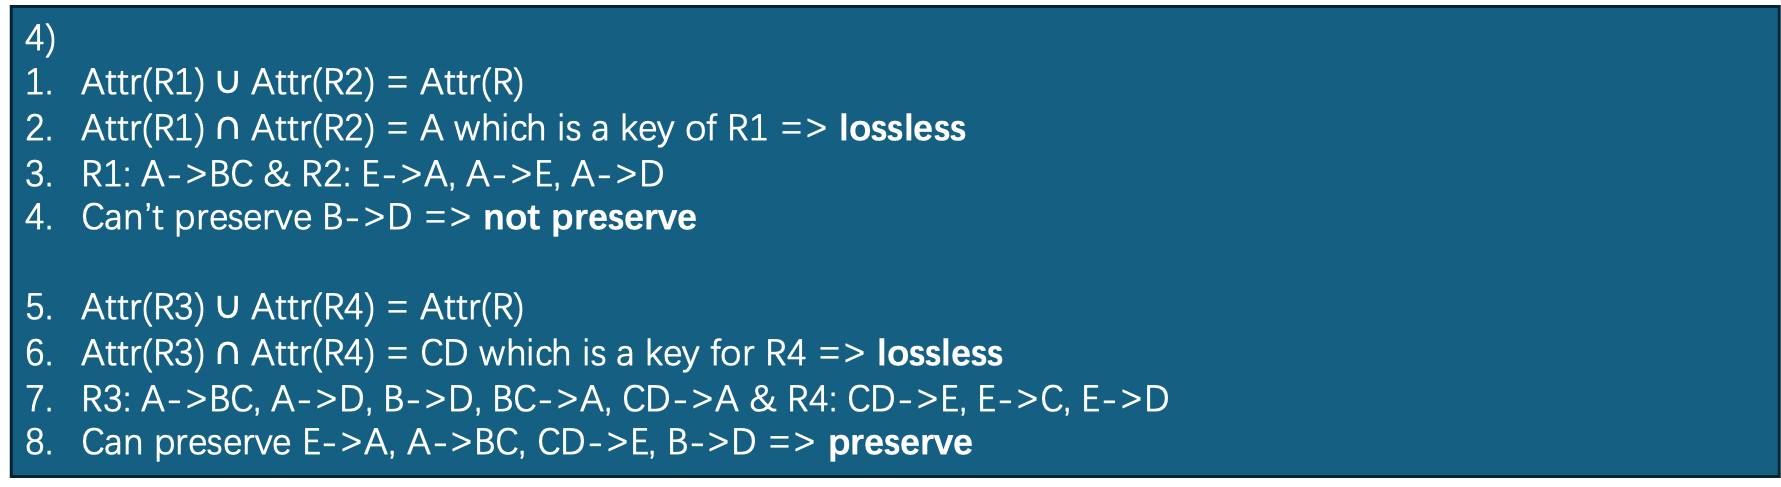 4)
1. Attr(R1) ∪ Attr(R2) = Attr(R)
2. Attr(R1) ∩ Attr(R2) = A which is a key of R1 => lossless
3. R1: A->BC & R2: E->A, A->E, A->D
4. Can’t preserve B->D => not preserve
5. Attr(R3) ∪ Attr(R4) = Attr(R)
6. Attr(R3) ∩ Attr(R4) = CD which is a key for R4 => lossless
7. R3: A->BC, A->D, B->D, BC->A, CD->A & R4: CD->E, E->C, E->D
8. Can preserve E->A, A->BC, CD->E, B->D => preserve